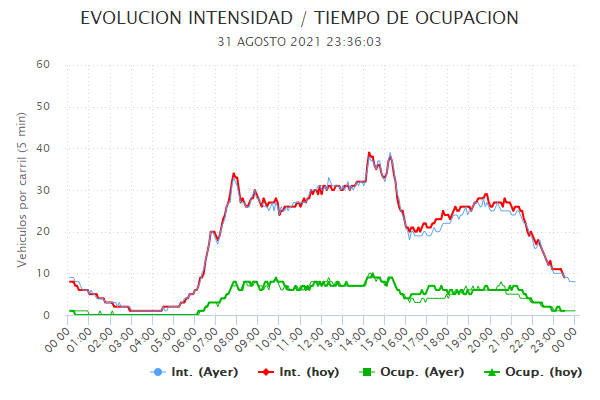 EVOLUCION INTENSIDAD / TIEMPO DE OCUPACION
31 AGOSTO 2021 23:36:03
Vehiculos por carril (5 min)
60
50
40
30
20
10
0
00:00 01:00 02:00 03:00 04:00 05:00 06:00 07:00 08:00 09:00 10:00 11:00 12:00 13:00 14:00 15:00 16:00 17:00 18:00 19:00 20:00 21:00 22:00 23:00 00:00
Int. (Ayer) Int. (hoy) Ocup. (Ayer) Ocup. (hoy)